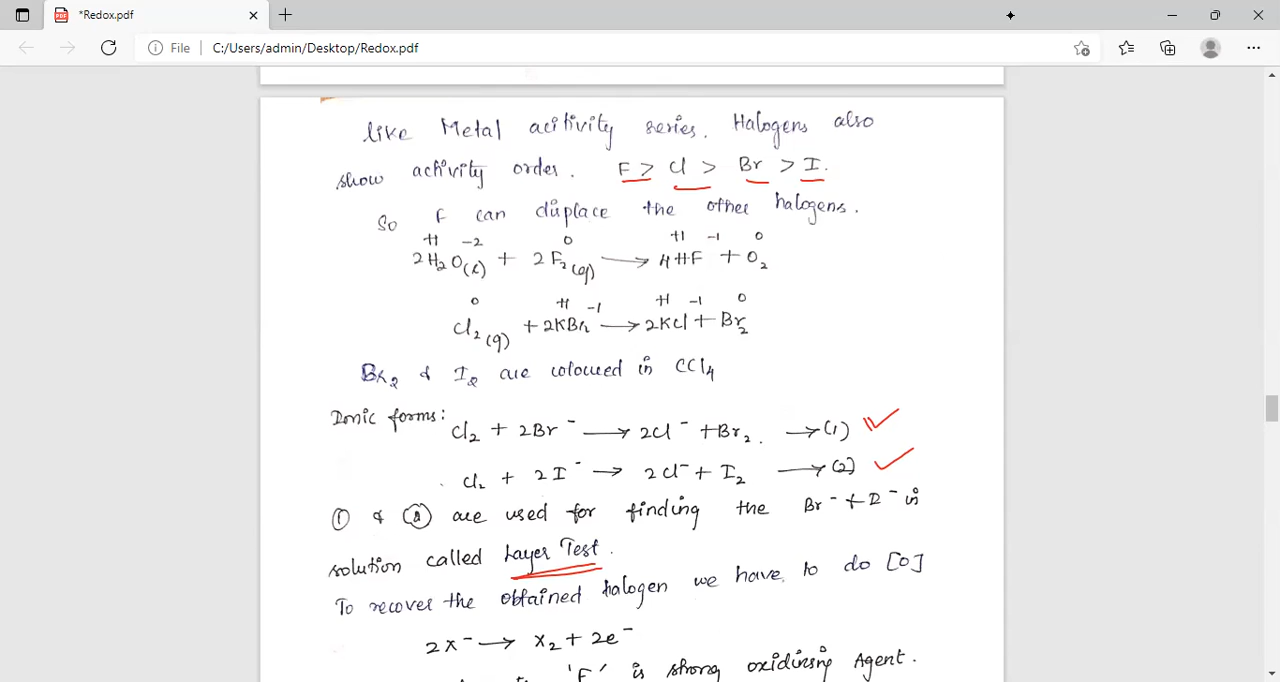 *Redox.pdf
File | C:/Users/admin/Desktop/Redox.pdf
like Metal acitivity series. Halogens also
show activity order. F > Cl > Br > I.
So F can displace the other halogens.
+1 -2 0 +1 -1 0
2H2O(l) + 2F2(g) → 4HF + O2
0 +1 -1 +1 -1 0
Cl2(g) + 2KBr → 2KCl + Br2
Br2 & I2 are coloured in CCl4
Ionic forms: Cl2 + 2Br⁻ → 2Cl⁻ + Br2. → (1)
Cl2 + 2I⁻ → 2Cl⁻ + I2 → (2)
① & ② are used for finding the Br⁻ + I⁻ in
solution called Layer Test.
To recover the obtained halogen we have to do [O]
2X⁻ → X2 + 2e⁻
'F' is strong oxidising Agent.